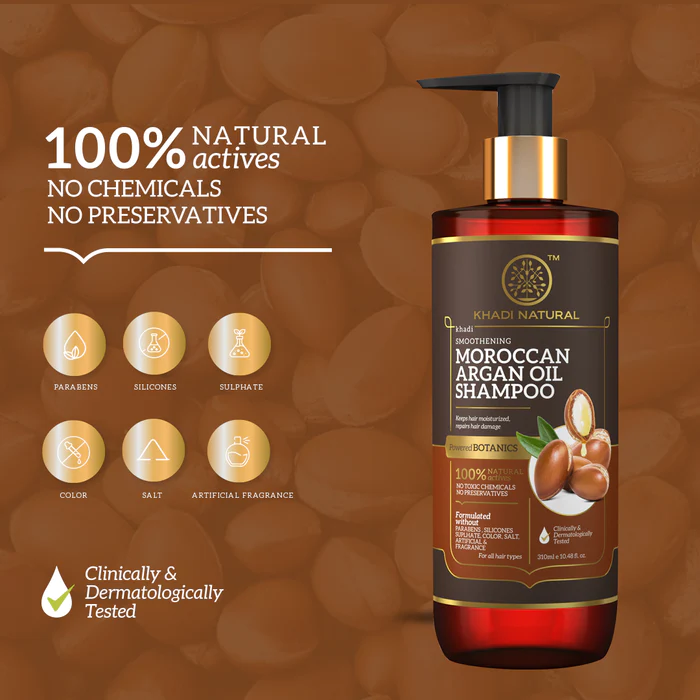 100% NATURAL
actives
NO CHEMICALS
NO PRESERVATIVES
PARABENS
SILICONES
SULPHATE
COLOR
SALT
ARTIFICIAL FRAGRANCE
Clinically &
Dermatologically
Tested
TM
KHADI NATURAL
khadi
SMOOTHENING
MOROCCAN
ARGAN OIL
SHAMPOO
Keeps hair moisturized,
repairs hair damage
Powered BOTANICS
100% NATURAL
actives
NO TOXIC CHEMICALS
NO PRESERVATIVES
Formulated
without
PARABENS, SILICONES
SULPHATE, COLOR, SALT,
ARTIFICIAL &
FRAGRANCE
For all hair types
Clinically &
Dermatologically
Tested
310ml e 10.48 fl. oz.